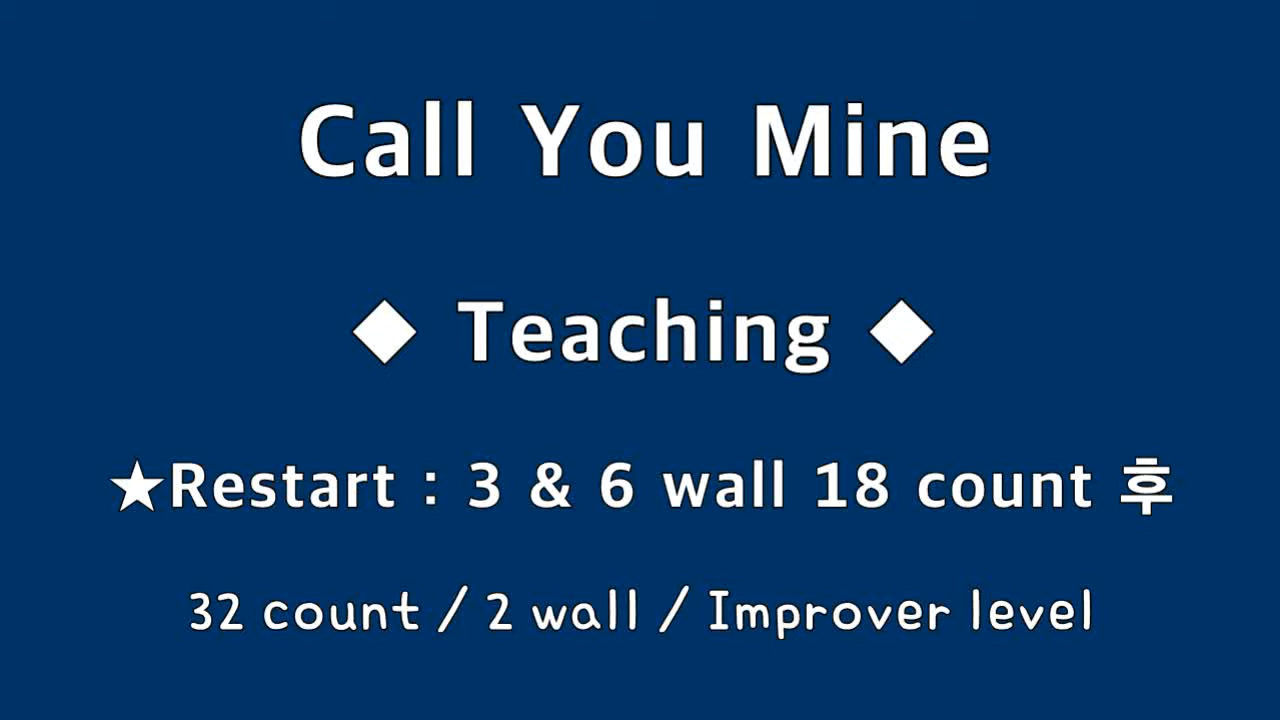 Call You Mine
◆ Teaching ◆
★Restart : 3 & 6 wall 18 count 후
32 count / 2 wall / Improver level